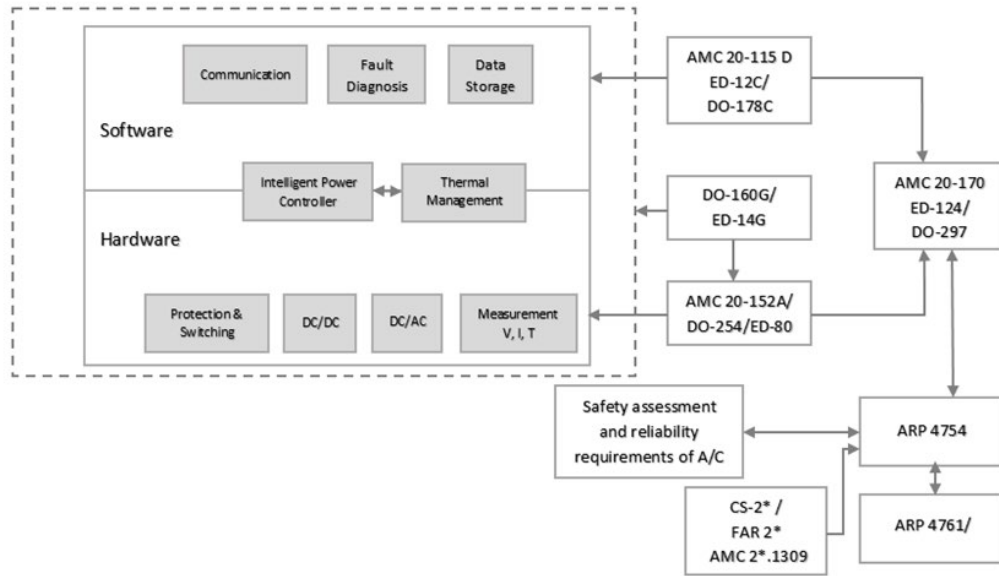 Communication
Fault
Diagnosis
Data
Storage
Software
Intelligent Power
Controller
Thermal
Management
Hardware
Protection &
Switching
DC/DC
DC/AC
Measurement
V, I, T
AMC 20-115 D
ED-12C/
DO-178C
DO-160G/
ED-14G
AMC 20-152A/
DO-254/ED-80
AMC 20-170
ED-124/
DO-297
Safety assessment
and reliability
requirements of A/C
ARP 4754
CS-2* /
FAR 2*
AMC 2*.1309
ARP 4761/